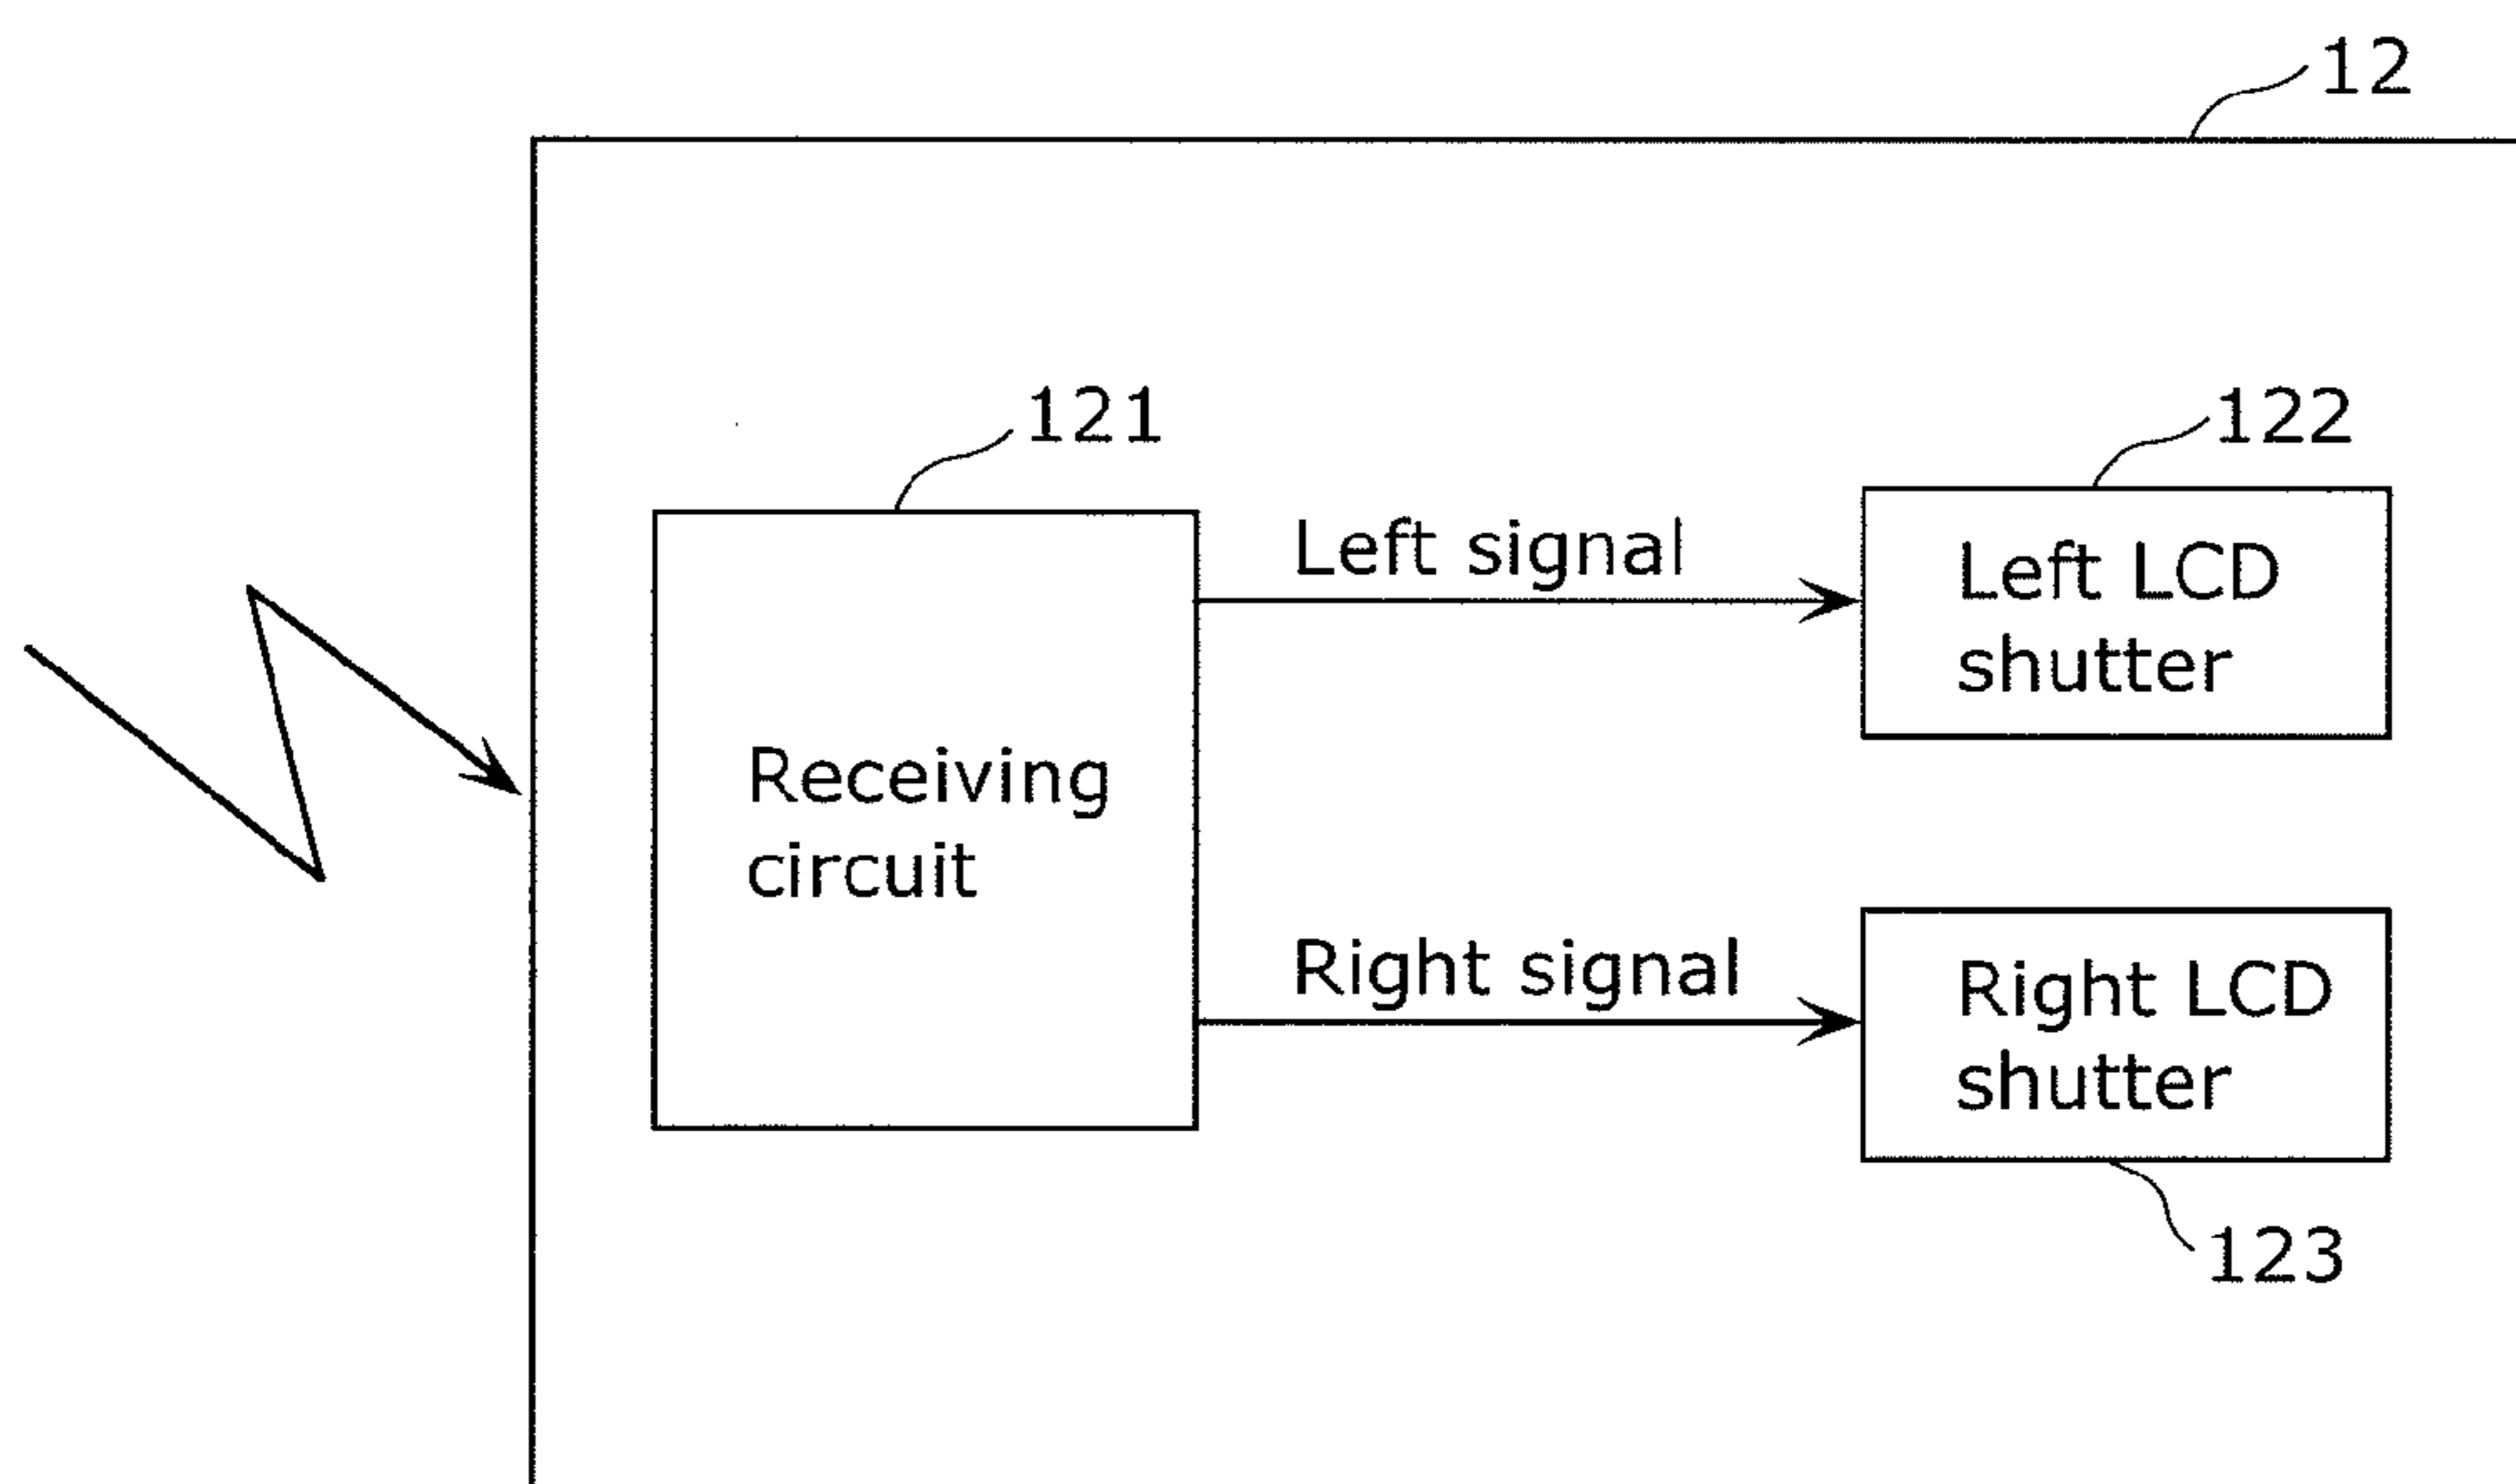 12
121
122
Left signal
Left LCD
shutter
Receiving
circuit
Right signal
Right LCD
shutter
123